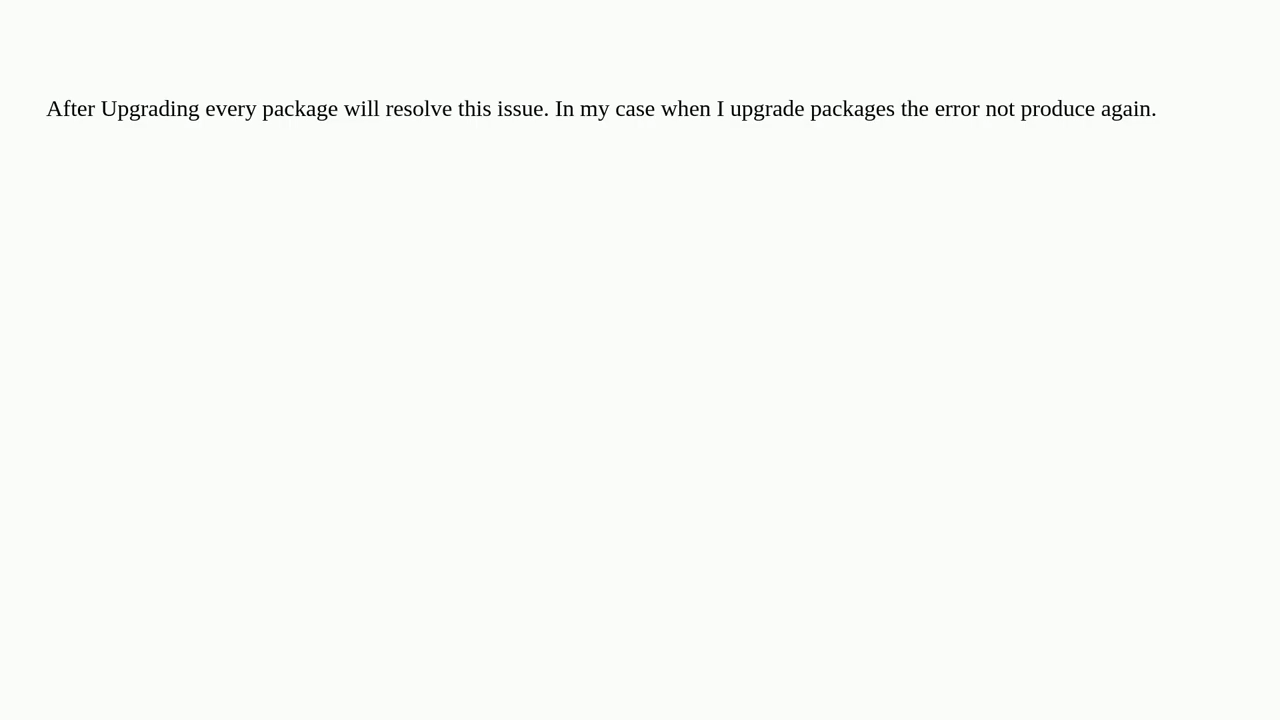 After Upgrading every package will resolve this issue. In my case when I upgrade packages the error not produce again.